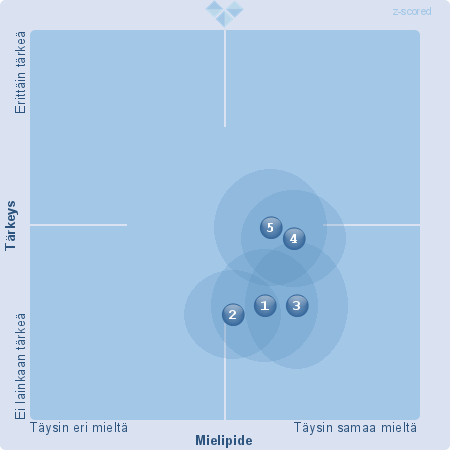 z-scored
Erittäin tärkeä
Tärkeys
Ei lainkaan tärkeä
5
4
3
1
2
Täysin eri mieltä
Täysin samaa mieltä
Mielipide